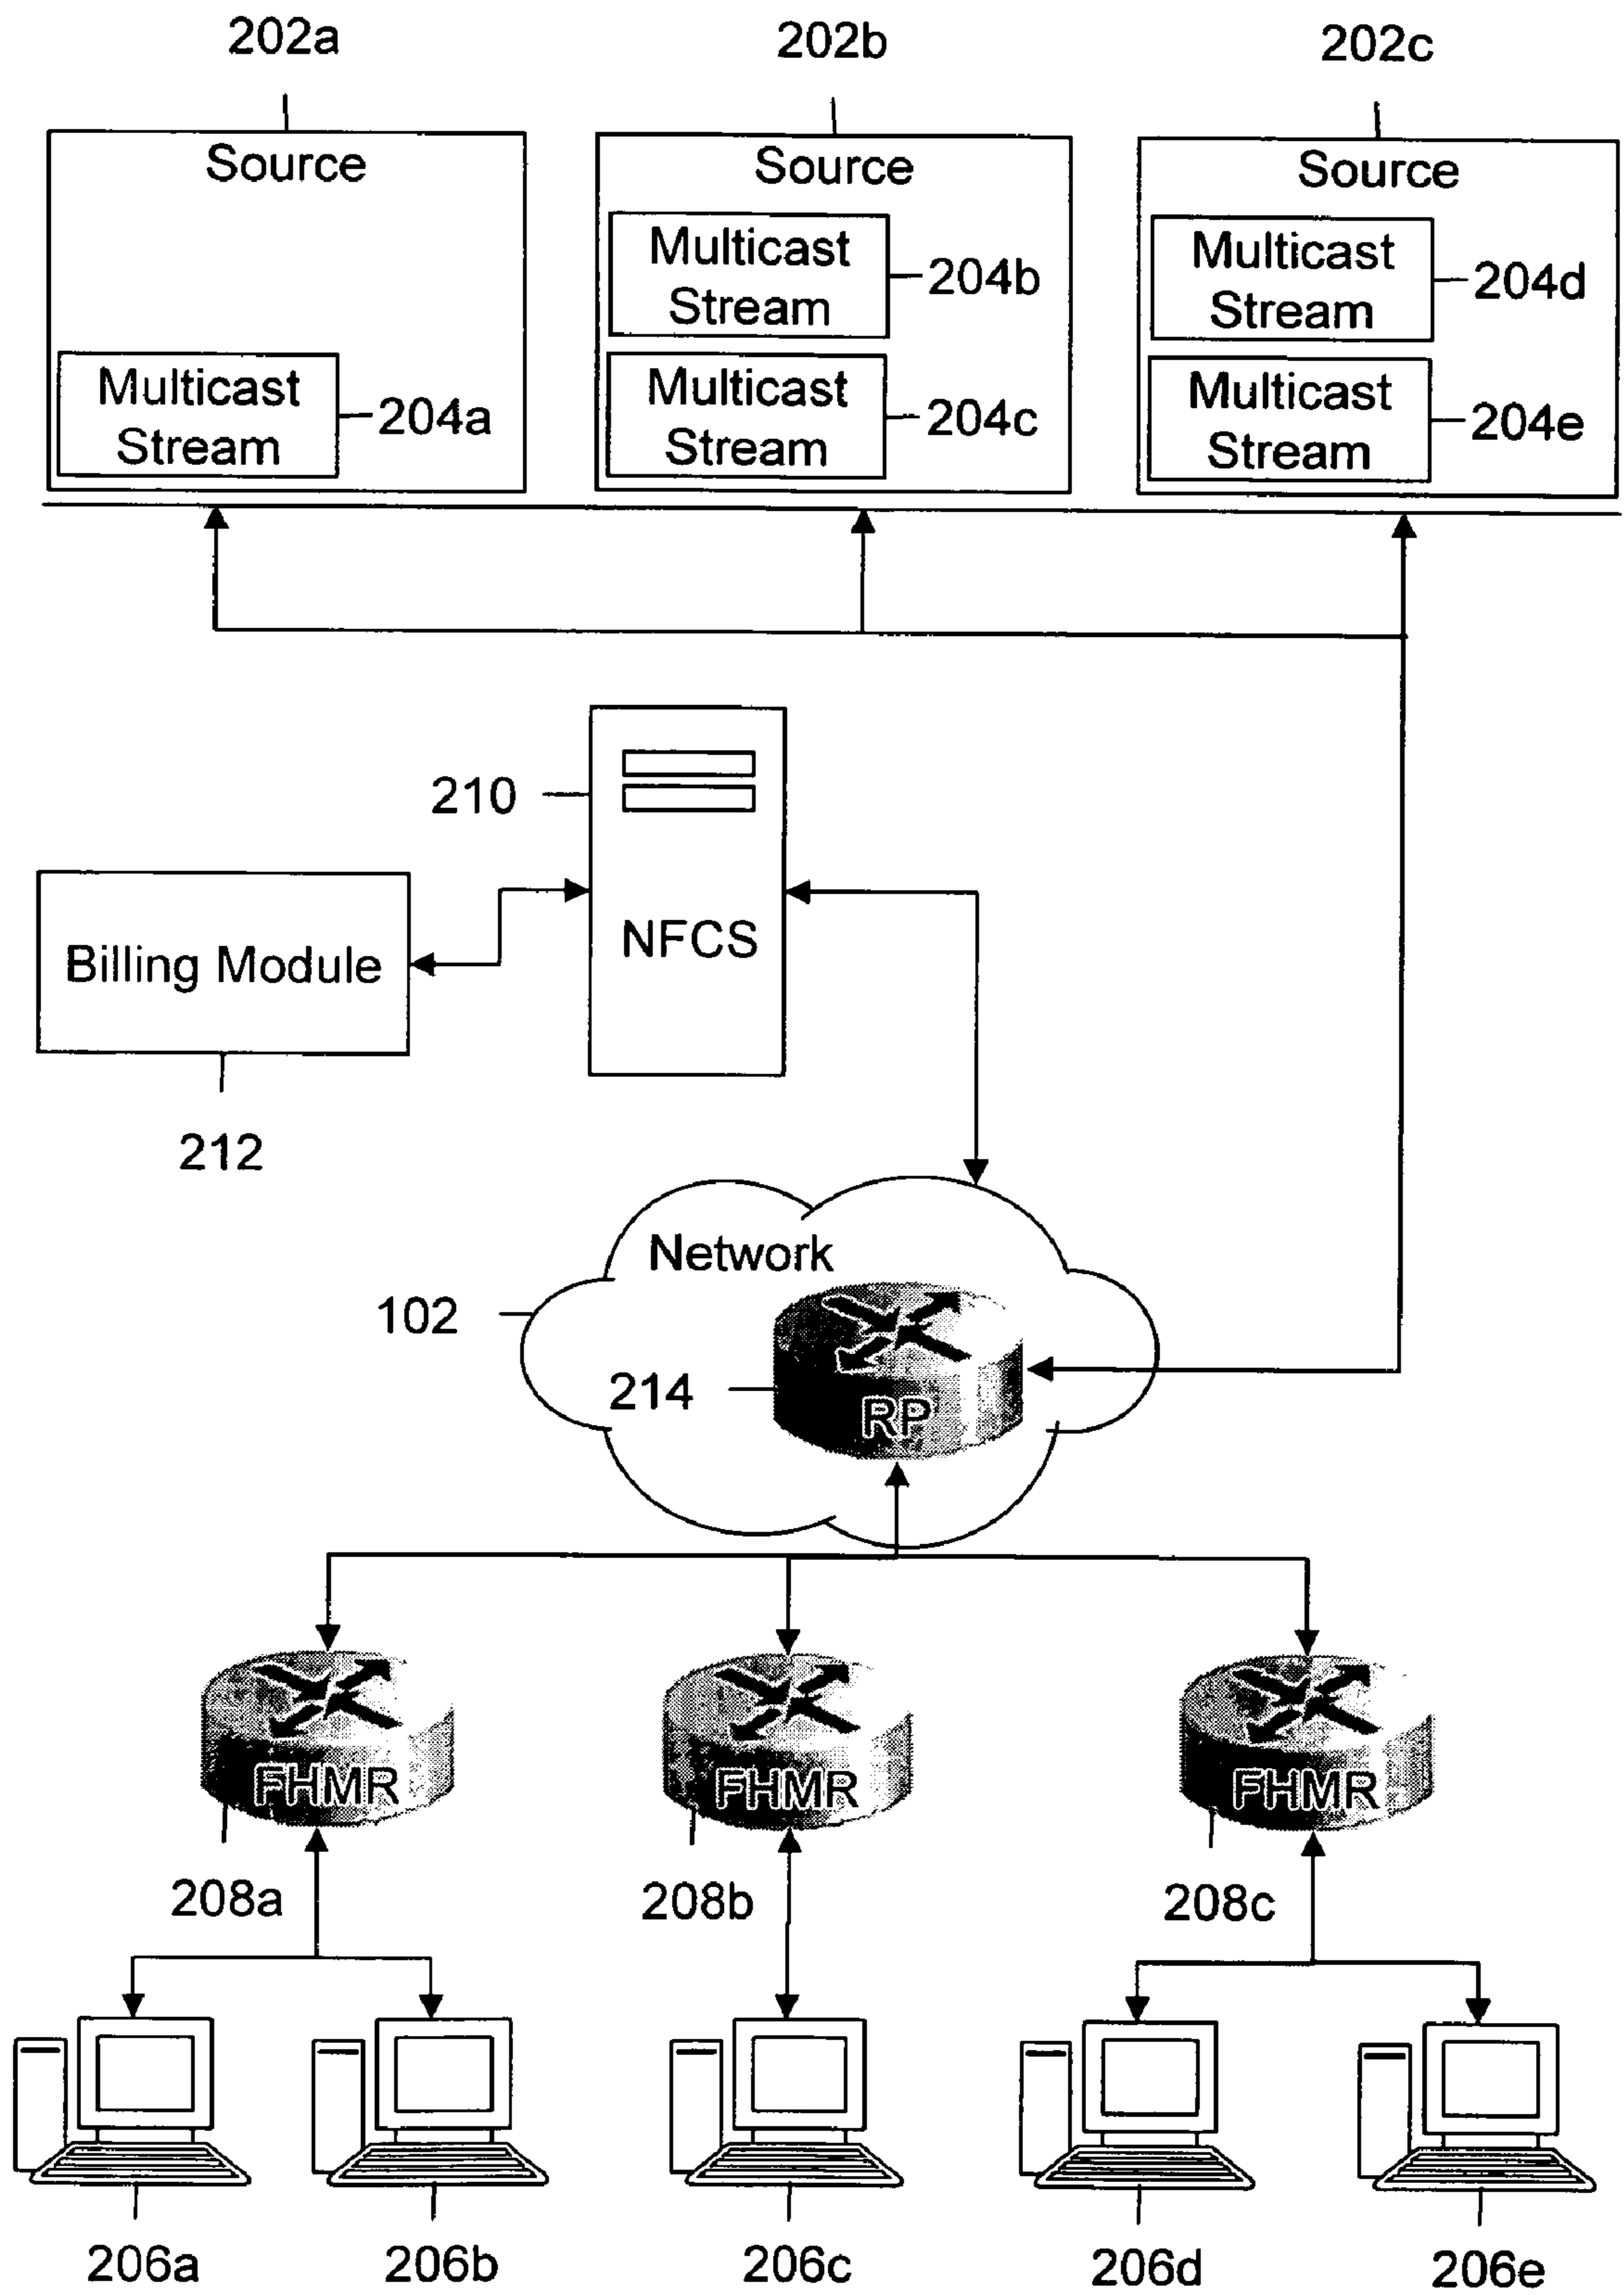 202a
202b
202c
Source
Source
Source
Multicast
Stream
204a
Multicast
Stream
204b
Multicast
Stream
204c
Multicast
Stream
204d
Multicast
Stream
204e
210
NFCS
Billing Module
212
Network
102
214
RP
FHMR
FHMR
FHMR
208a
208b
208c
206a
206b
206c
206d
206e